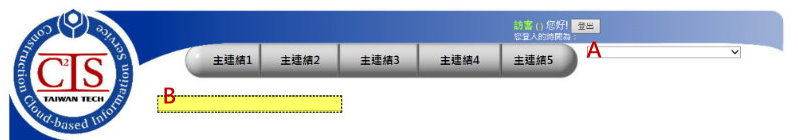 訪客 () 您好! 登出
您登入的時間為：
主連結1 主連結2 主連結3 主連結4 主連結5
A
B
Construction Service
C2IS
TAIWAN TECH
Cloud-based Information